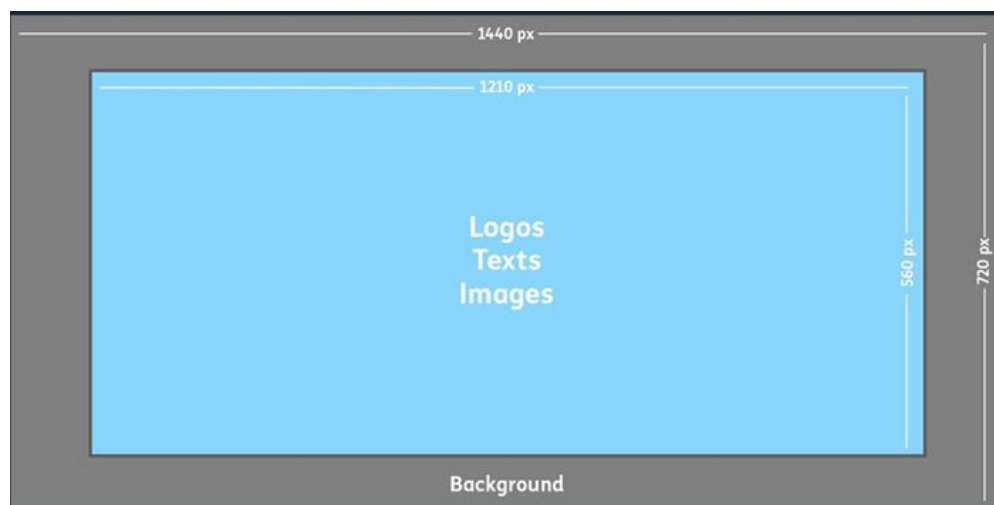 1440 px
1210 px
Logos
Texts
Images
560 px
720 px
Background